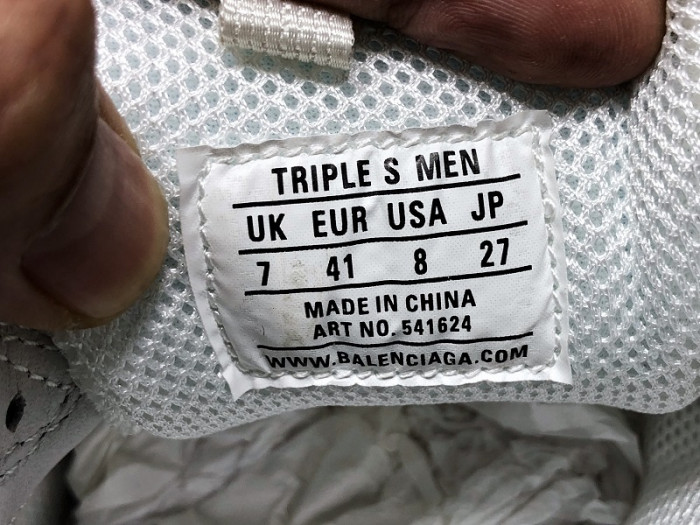 TRIPLE S MEN
UK EUR USA JP
7 41 8 27
MADE IN CHINA
ART NO. 541624
WWW.BALENCIAGA.COM